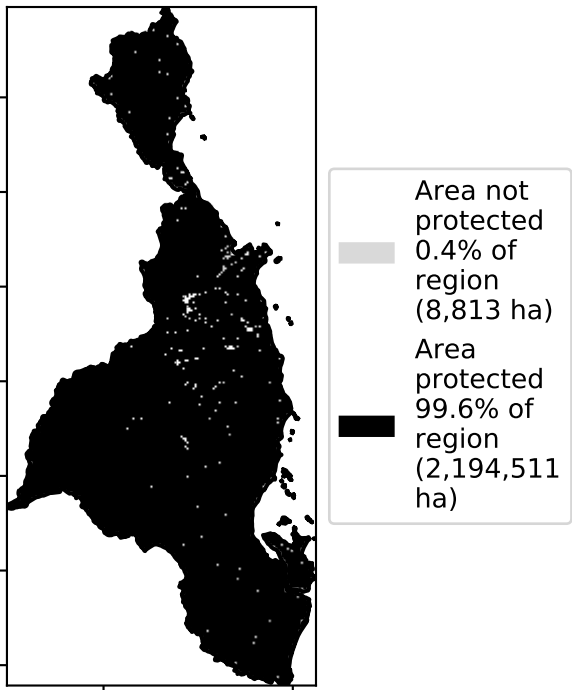 Area not
protected
0.4% of
region
(8,813 ha)
Area
protected
99.6% of
region
(2,194,511
ha)